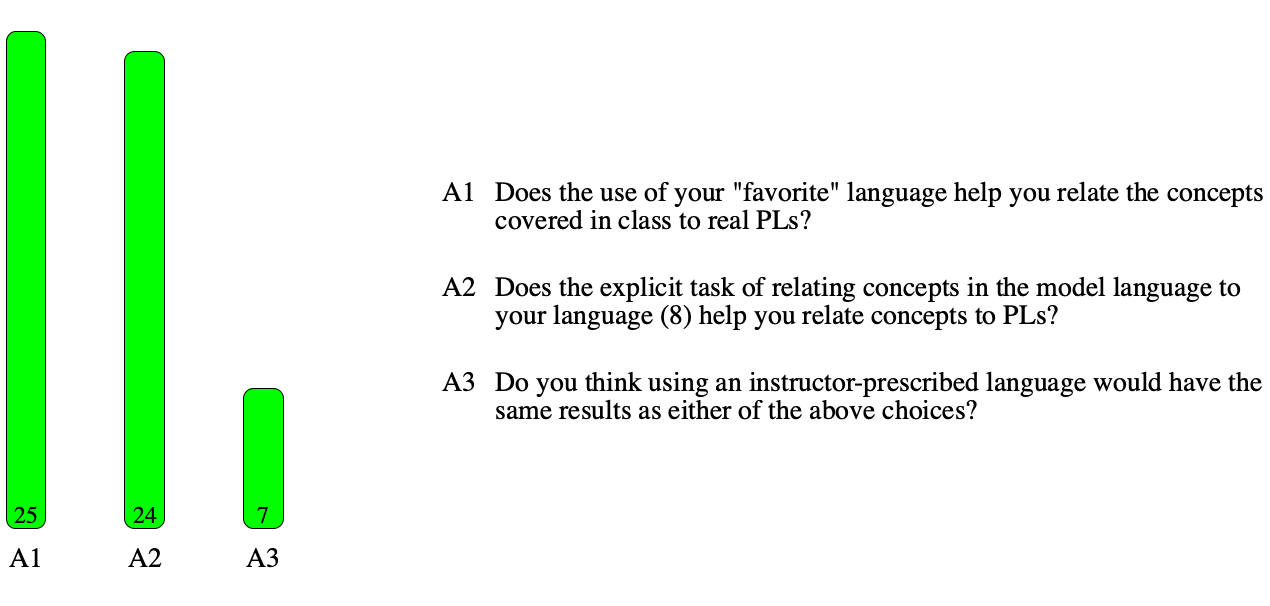 25
24
7
A1
A2
A3
A1 Does the use of your "favorite" language help you relate the concepts
covered in class to real PLs?
A2 Does the explicit task of relating concepts in the model language to
your language (8) help you relate concepts to PLs?
A3 Do you think using an instructor-prescribed language would have the
same results as either of the above choices?